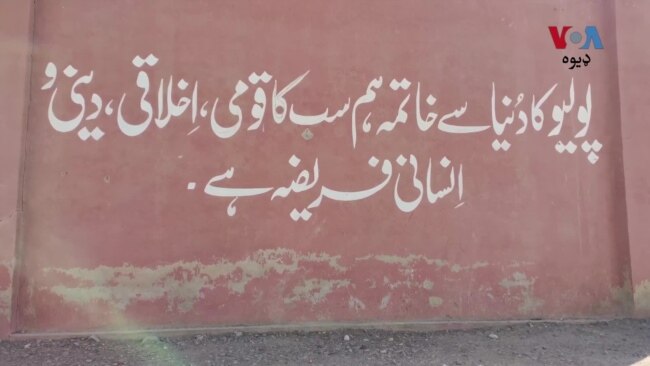 VOA
ډیوه
پولیو کا دُنیا سے خاتمہ ہم سب کا قومی، اِخلاقی، دینی و
اِنسانی فریضہ ہے۔